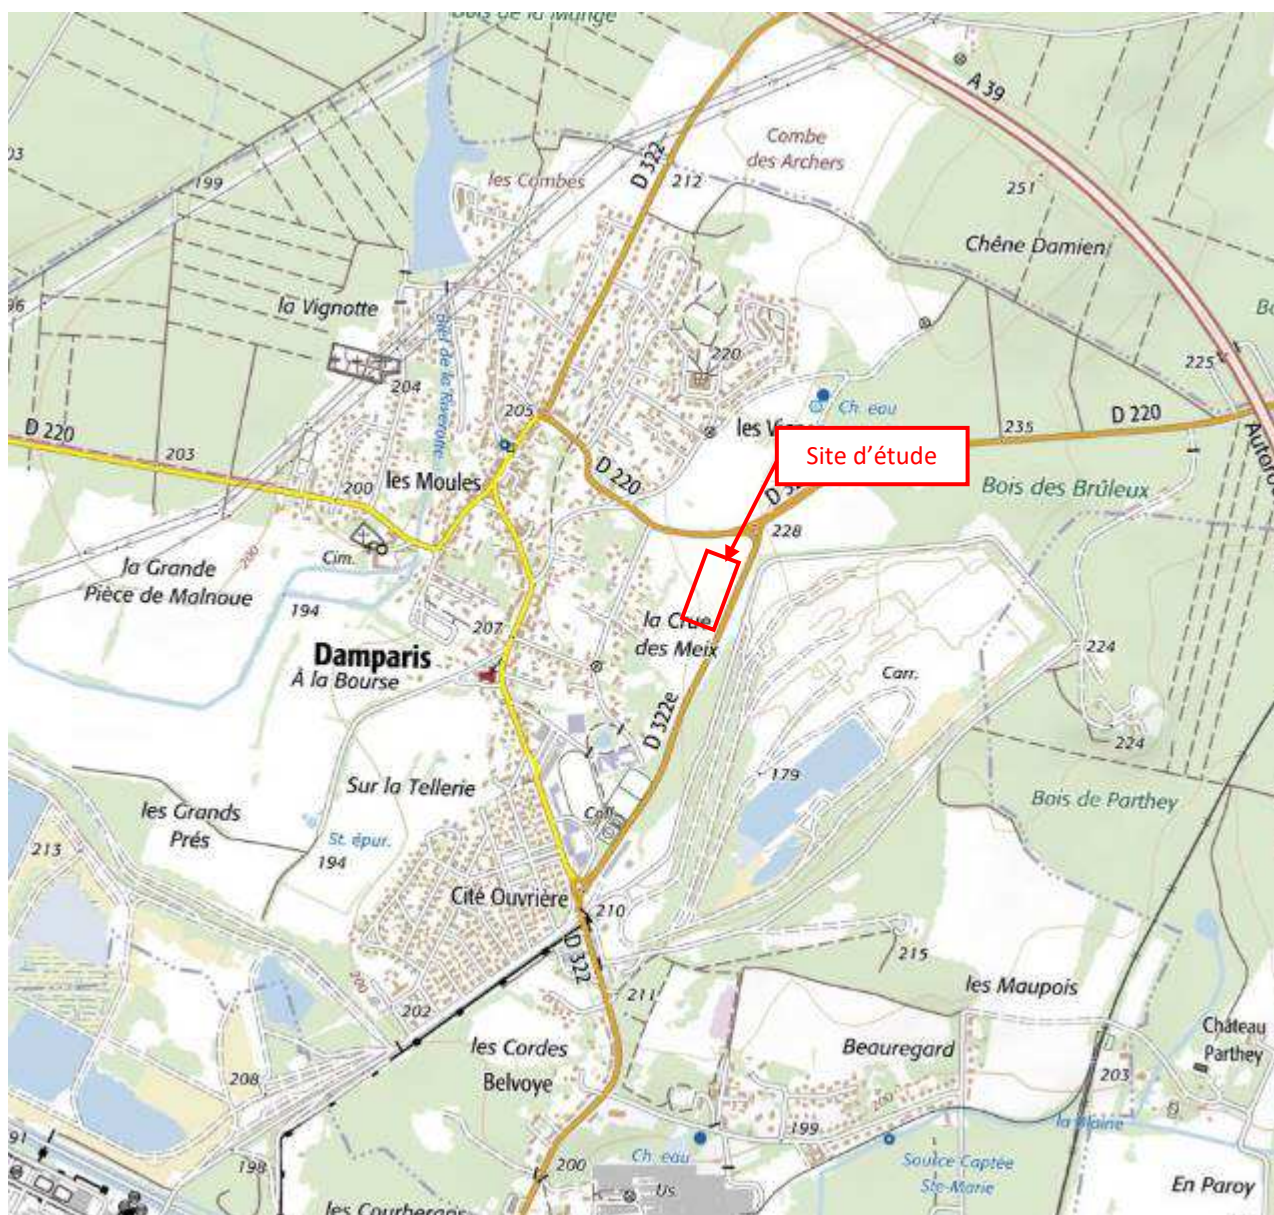 Bois de la Mange
A 39
03
Combe
des Archers
199
les Combes
D 322
212
251
Chêne Damien
96
la Vignotte
Bief de la Riverotte
220
204
225
205
Ch. eau
D 220
les
235
D 220
203
Site d'étude
Autoroute
200
les Moules
D 220
Bois des Brûleux
228
Cim.
200
la Grande
Pièce de Malnoue
194
la Crue
des Meix
207
224
Damparis
À la Bourse
Carr.
D 322e
224
179
Sur la Tellerie
Bois de Parthey
les Grands
Prés
Coll.
St. épur.
213
194
Cité Ouvrière
210
D 322
215
200
les Maupois
211
202
Château
Parthey
les Cordes
Belvoye
Beauregard
203
208
200
la Blaine
91
199
198
200
Ch. eau
Source Captée
Ste-Marie
Us.
En Paroy